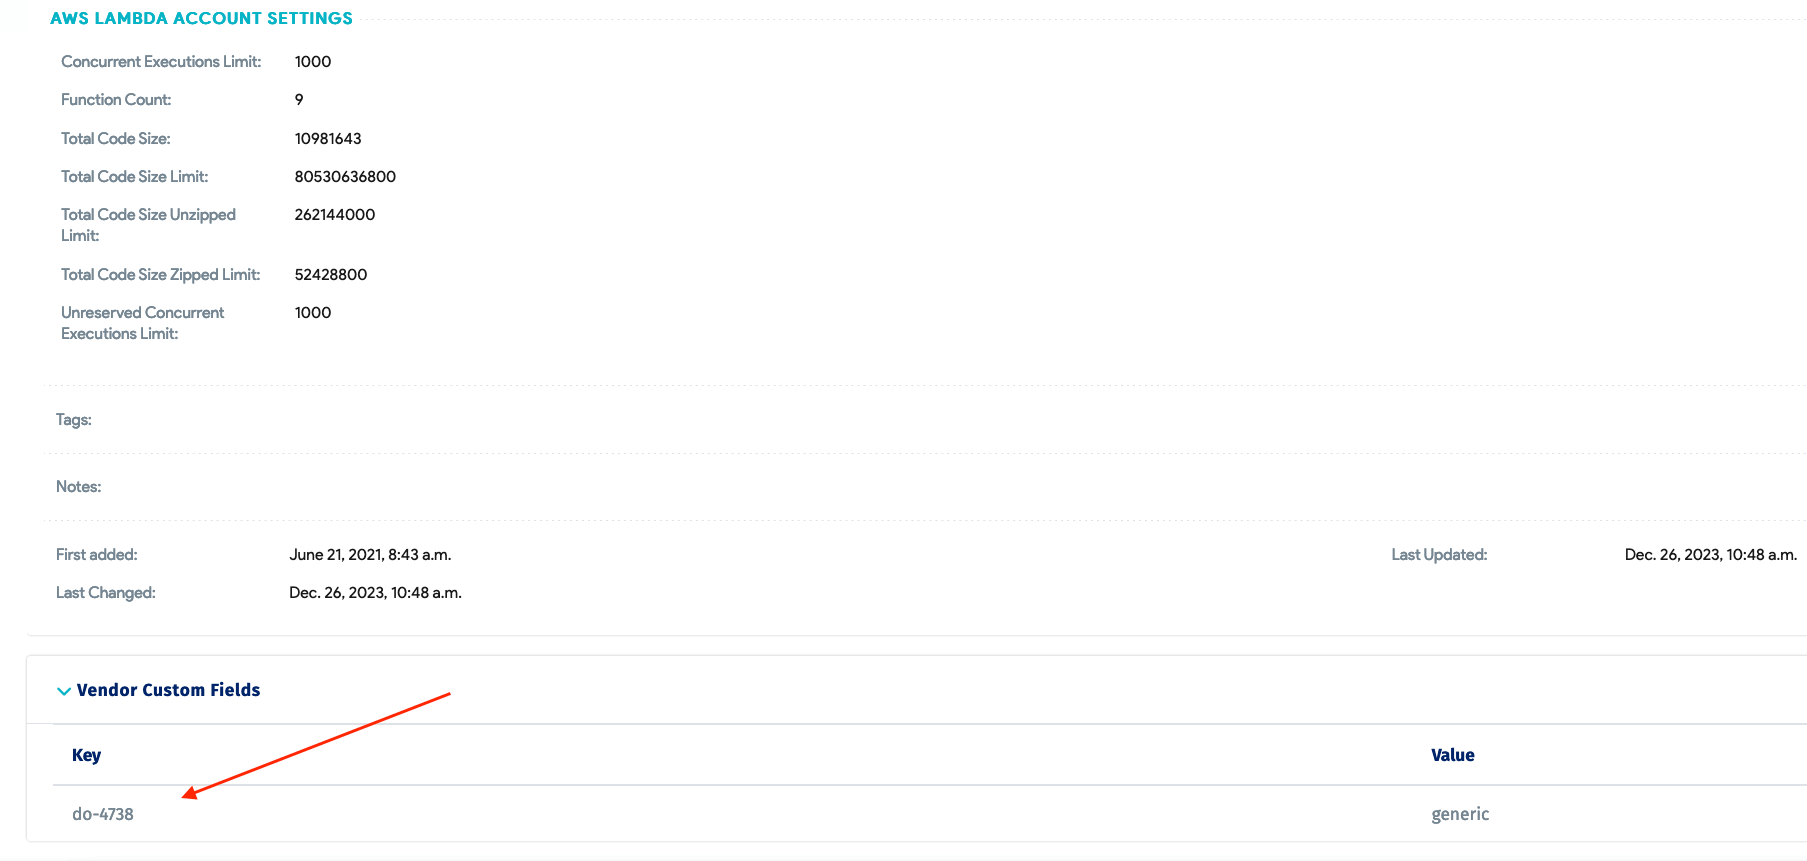 AWS LAMBDA ACCOUNT SETTINGS
Concurrent Executions Limit: 1000
Function Count: 9
Total Code Size: 10981643
Total Code Size Limit: 80530636800
Total Code Size Unzipped 262144000
Limit:
Total Code Size Zipped Limit: 52428800
Unreserved Concurrent 1000
Executions Limit:
Tags:
Notes:
First added: June 21, 2021, 8:43 a.m. Last Updated: Dec. 26, 2023, 10:48 a.m.
Last Changed: Dec. 26, 2023, 10:48 a.m.
Vendor Custom Fields
Key Value
do-4738 generic